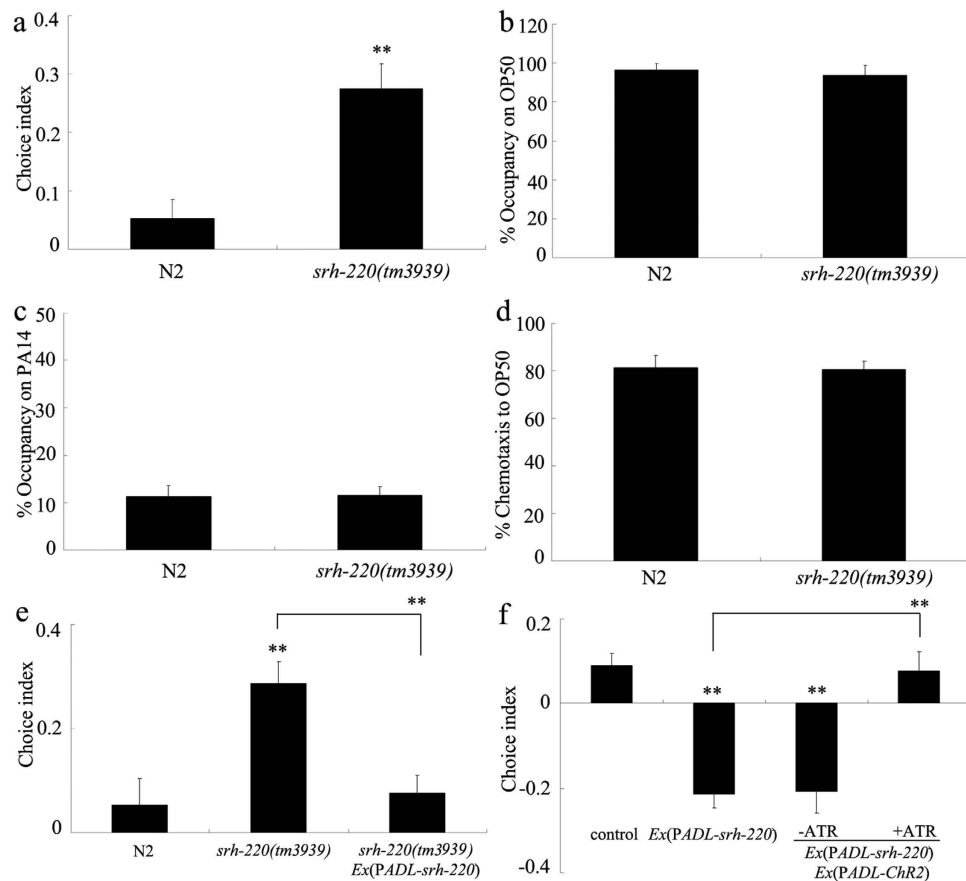 a
Choice index
0.4
0.3
0.2
0.1
0
**
N2
srh-220(tm3939)
b
% Occupancy on OP50
120
100
80
60
40
20
0
N2
srh-220(tm3939)
c
% Occupancy on PA14
50
40
30
20
10
0
N2
srh-220(tm3939)
d
% Chemotaxis to OP50
100
80
60
40
20
0
N2
srh-220(tm3939)
e
Choice index
0.4
0.2
0
**
**
N2
srh-220(tm3939)
srh-220(tm3939)
Ex(PADL-srh-220)
f
Choice index
0.2
0
-0.2
-0.4
**
**
**
control
Ex(PADL-srh-220)
-ATR
+ATR
Ex(PADL-srh-220)
Ex(PADL-ChR2)